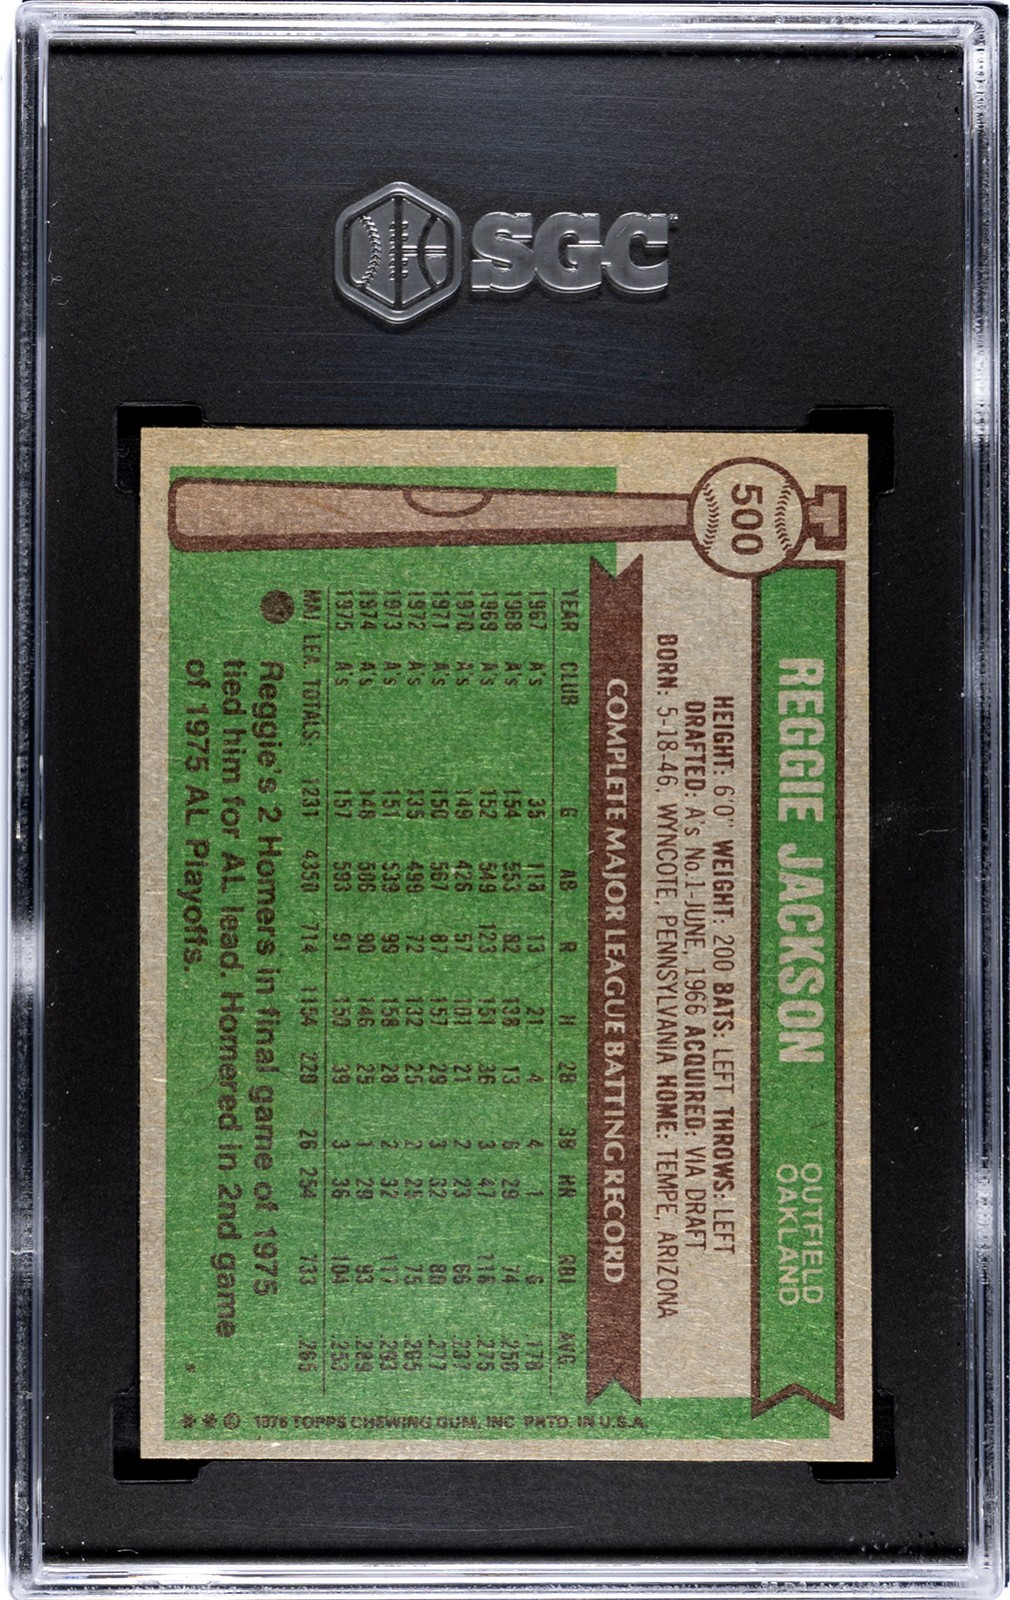 SGC
500
REGGIE JACKSON
OUTFIELD
OAKLAND
HEIGHT: 6'0" WEIGHT: 200 BATS: LEFT THROWS: LEFT
DRAFTED: A's No.1-JUNE, 1966 ACQUIRED: VIA DRAFT
BORN: 5-18-46, WYNCOTE, PENNSYLVANIA HOME: TEMPE, ARIZONA
COMPLETE MAJOR LEAGUE BATTING RECORD
YEAR CLUB G AB R H 2B 3B HR RBI AVG
1967 A's 35 118 13 21 4 4 1 6 .178
1968 A's 154 553 82 138 13 6 29 74 .250
1969 A's 152 549 123 151 36 3 47 118 .275
1970 A's 149 426 57 101 21 2 23 66 .237
1971 A's 150 567 87 157 29 3 32 80 .277
1972 A's 135 499 72 132 25 2 25 75 .265
1973 A's 151 539 99 158 28 2 32 117 .293
1974 A's 148 506 90 146 25 1 29 93 .289
1975 A's 157 593 91 150 39 3 36 104 .253
MAJ. LEA. TOTALS: 1231 4350 714 1154 220 26 254 733 .265
Reggie's 2 Homers in final game of 1975
tied him for AL lead. Homered in 2nd game
of 1975 AL Playoffs.
* * © 1976 TOPPS CHEWING GUM, INC PRTD. IN U.S.A.